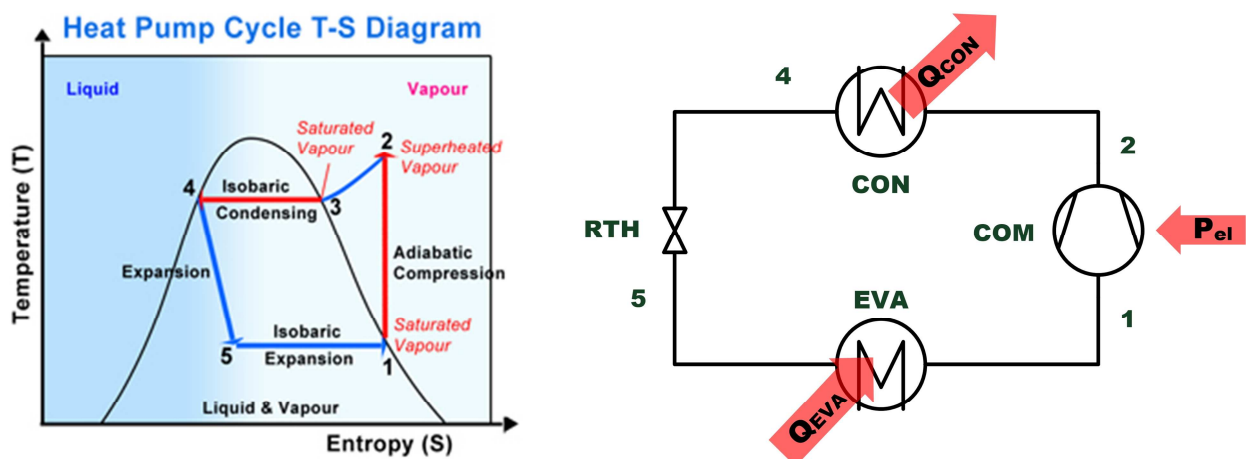 Heat Pump Cycle T-S Diagram
Temperature (T)
Liquid
Vapour
Saturated
Vapour
2
Superheated
Vapour
4
Isobaric
Condensing
3
Expansion
Adiabatic
Compression
5
Isobaric
Expansion
Saturated
Vapour
1
Liquid & Vapour
Entropy (S)
4
QCON
CON
2
RTH
COM
Pel
5
EVA
1
QEVA